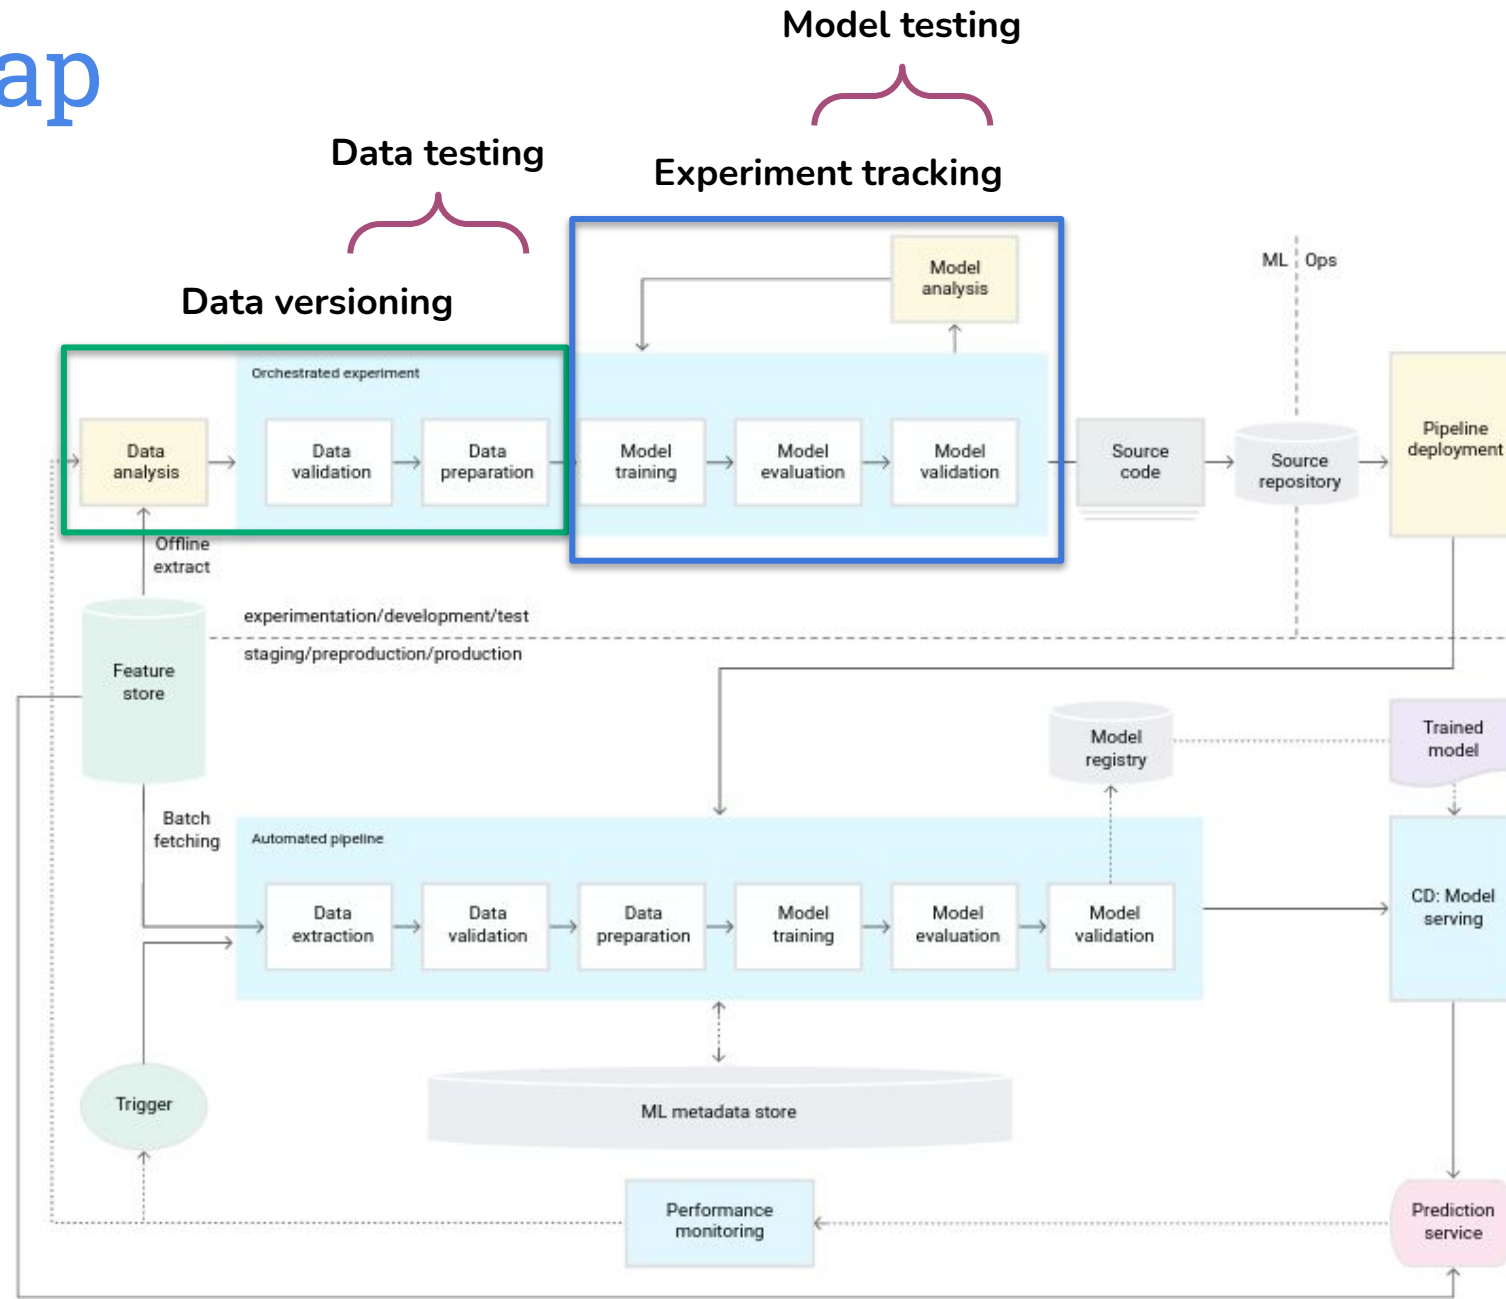 ap
Model testing
Data testing
Experiment tracking
Data versioning
Model
analysis
ML
Ops
Orchestrated experiment
Data
analysis
Data
validation
Data
preparation
Model
training
Model
evaluation
Model
validation
Source
code
Source
repository
Pipeline
deployment
Offline
extract
experimentation/development/test
staging/preproduction/production
Feature
store
Model
registry
Trained
model
Batch
fetching
Automated pipeline
Data
extraction
Data
validation
Data
preparation
Model
training
Model
evaluation
Model
validation
CD: Model
serving
Trigger
ML metadata store
Performance
monitoring
Prediction
service